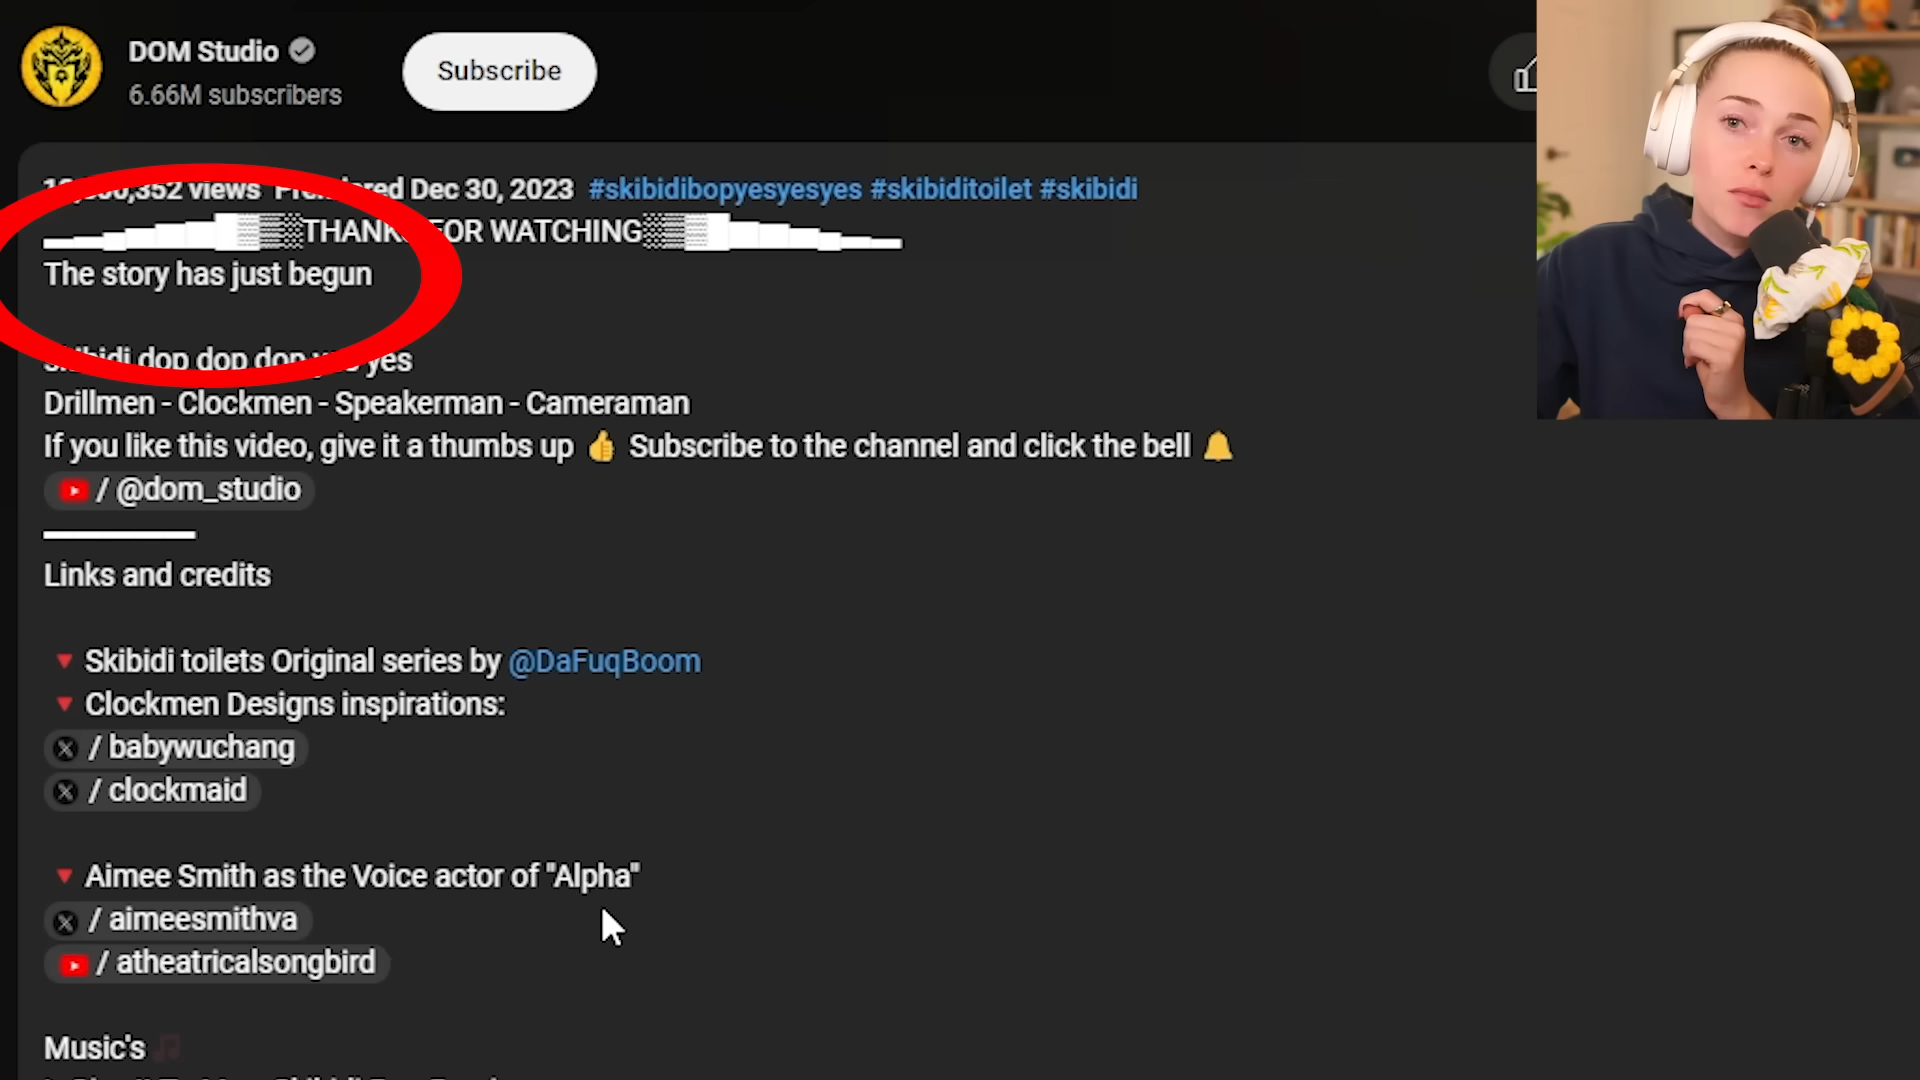 DOM Studio
6.66M subscribers
Subscribe
views Premiered Dec 30, 2023 #skibidibopyesyesyes #skibiditoilet #skibidi
THANKS FOR WATCHING
The story has just begun
skibidi dop dop dop yes yes
Drillmen - Clockmen - Speakerman - Cameraman
If you like this video, give it a thumbs up 👍 Subscribe to the channel and click the bell 🔔
/ @dom_studio
Links and credits
🔻Skibidi toilets Original series by @DaFuqBoom
🔻Clockmen Designs inspirations:
/ babywuchang
/ clockmaid
🔻Aimee Smith as the Voice actor of "Alpha"
/ aimeesmithva
/ atheatricalsongbird
Music's 🎵